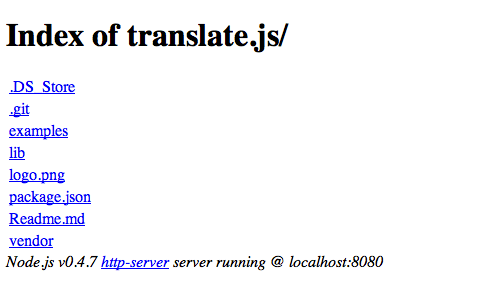 Index of translate.js/
.DS_Store
.git
examples
lib
logo.png
package.json
Readme.md
vendor
Node.js v0.4.7 http-server server running @ localhost:8080